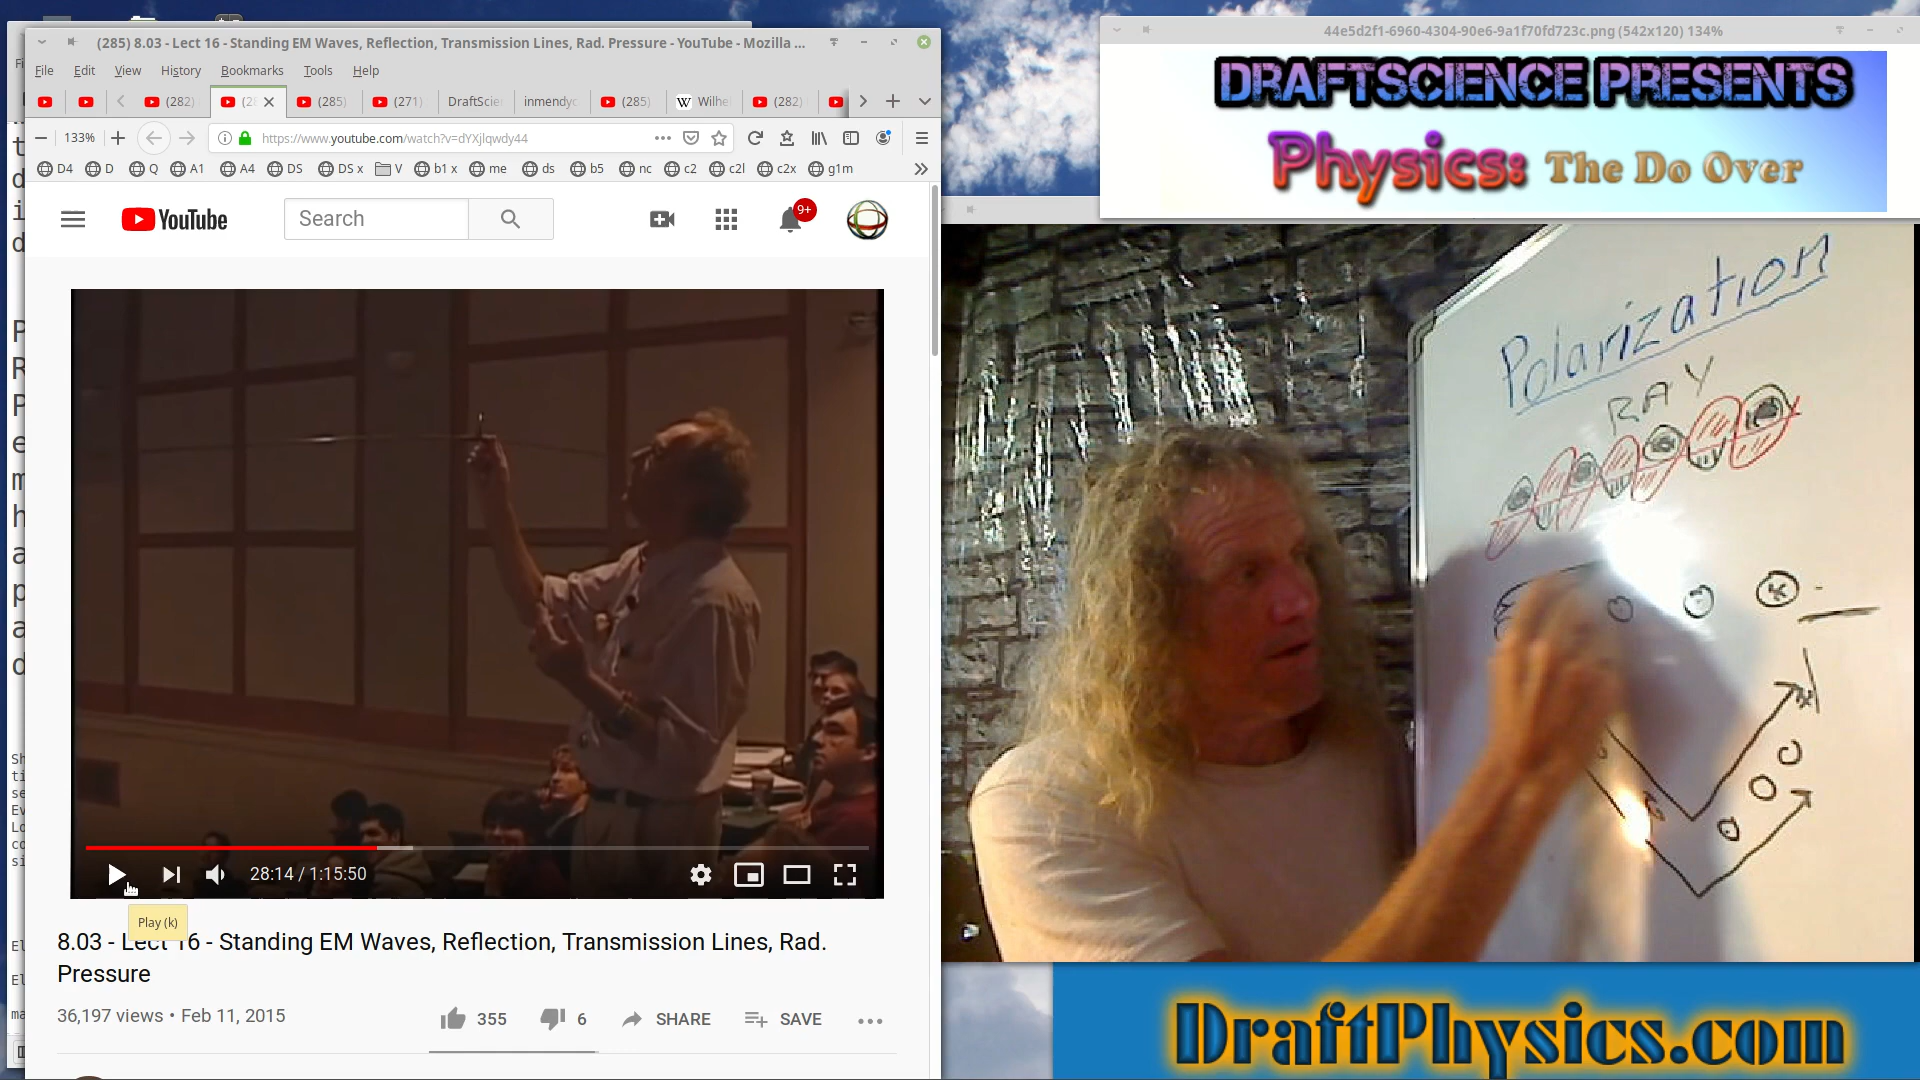 (285) 8.03 - Lect 16 - Standing EM Waves, Reflection, Transmission Lines, Rad. Pressure - YouTube - Mozilla ...
File Edit View History Bookmarks Tools Help
(282) (285) (271) DraftScie inmendyc (285) Wilhe (282)
133% https://www.youtube.com/watch?v=dYXjlqwdy44
D4 D Q A1 A4 DS DS x V b1 x me ds b5 nc c2 c2l c2x g1m
YouTube
Search
9+
28:14 / 1:15:50
Play (k)
8.03 - Lect 16 - Standing EM Waves, Reflection, Transmission Lines, Rad.
Pressure
36,197 views • Feb 11, 2015
355 6 SHARE SAVE
44e5d2f1-6960-4304-90e6-9a1f70fd723c.png (542x120) 134%
DRAFTSCIENCE PRESENTS
Physics: The Do Over
Polarization
RAY
DraftPhysics.com